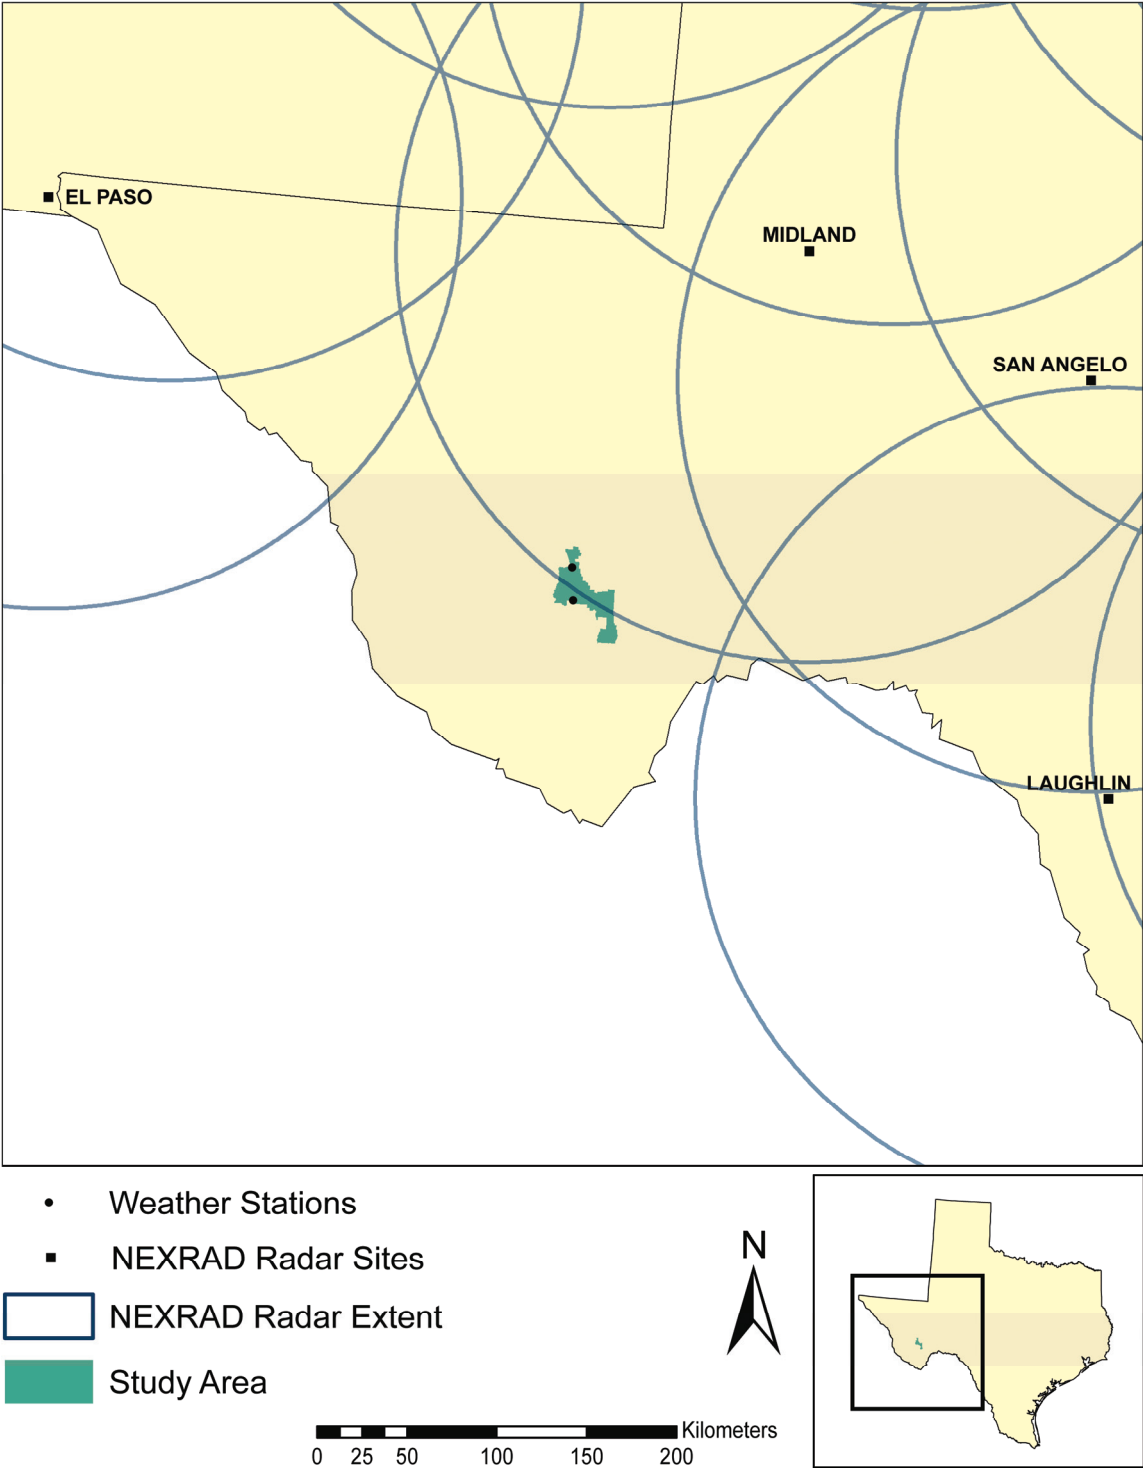 EL PASO
MIDLAND
SAN ANGELO
LAUGHLIN
Weather Stations
NEXRAD Radar Sites
NEXRAD Radar Extent
Study Area
N
Kilometers
0 25 50 100 150 200